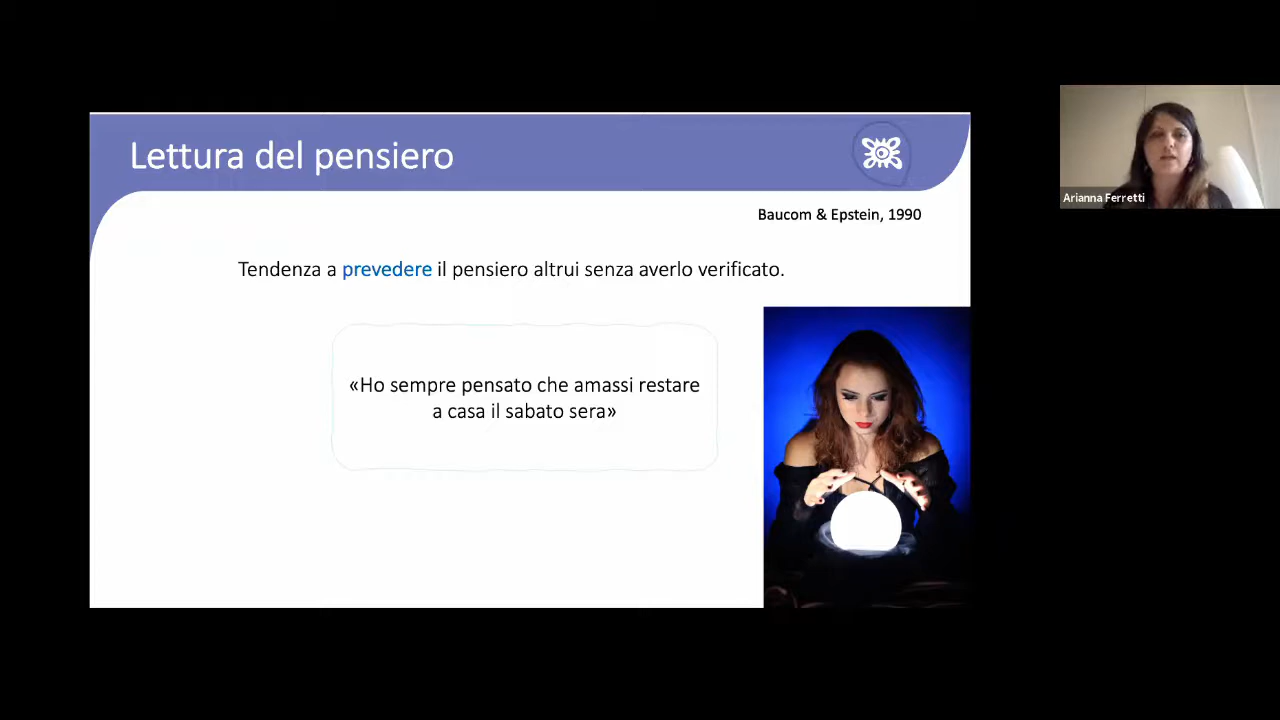 Lettura del pensiero
Baucom & Epstein, 1990
Tendenza a prevedere il pensiero altrui senza averlo verificato.
«Ho sempre pensato che amassi restare
a casa il sabato sera»
Arianna Ferretti